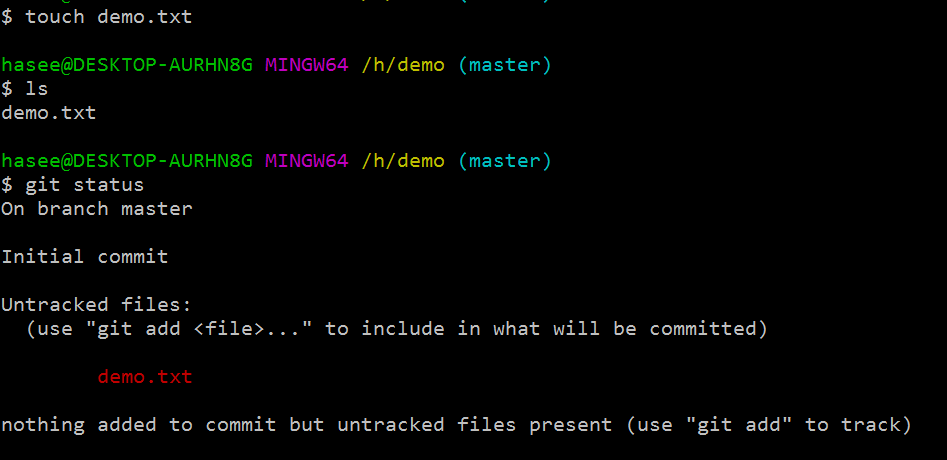 $ touch demo.txt
hasee@DESKTOP-AURHN8G MINGW64 /h/demo (master)
$ ls
demo.txt
hasee@DESKTOP-AURHN8G MINGW64 /h/demo (master)
$ git status
On branch master
Initial commit
Untracked files:
  (use "git add <file>..." to include in what will be committed)
        demo.txt
nothing added to commit but untracked files present (use "git add" to track)